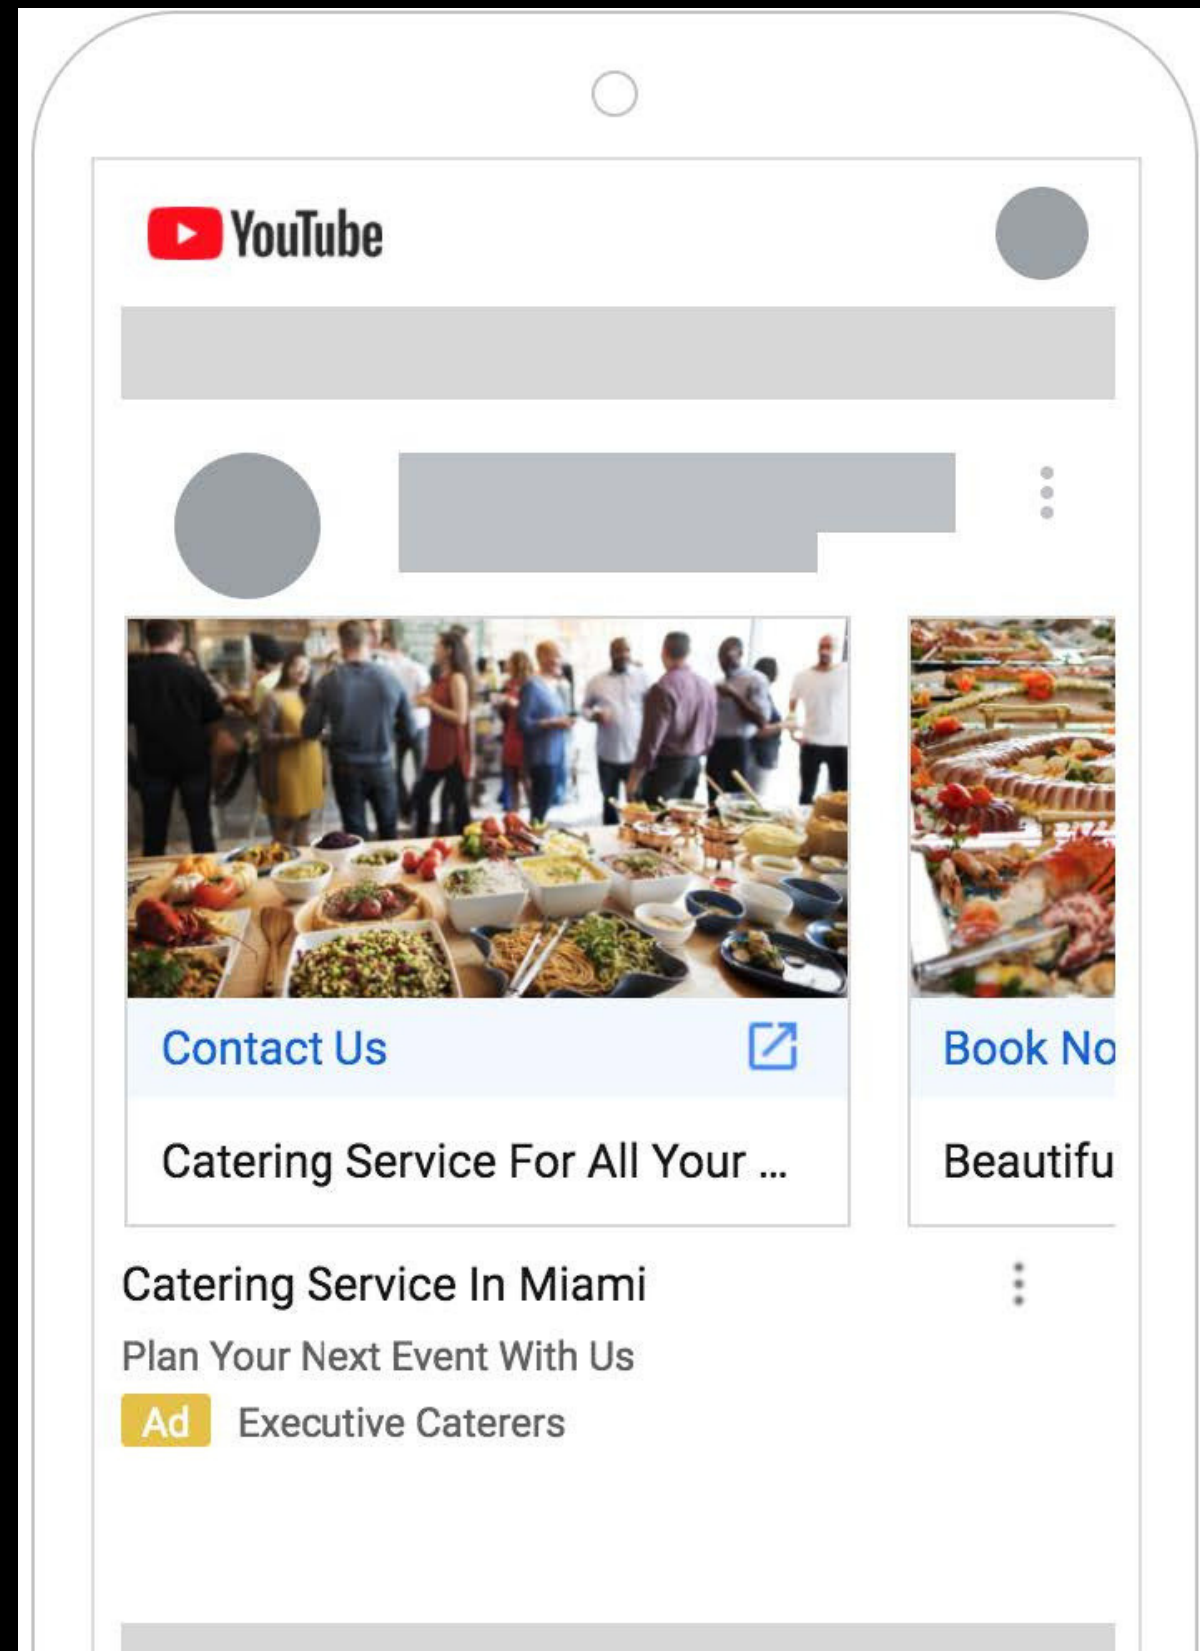 YouTube
Contact Us
Book No
Catering Service For All Your ...
Beautifu
Catering Service In Miami
Plan Your Next Event With Us
Ad Executive Caterers